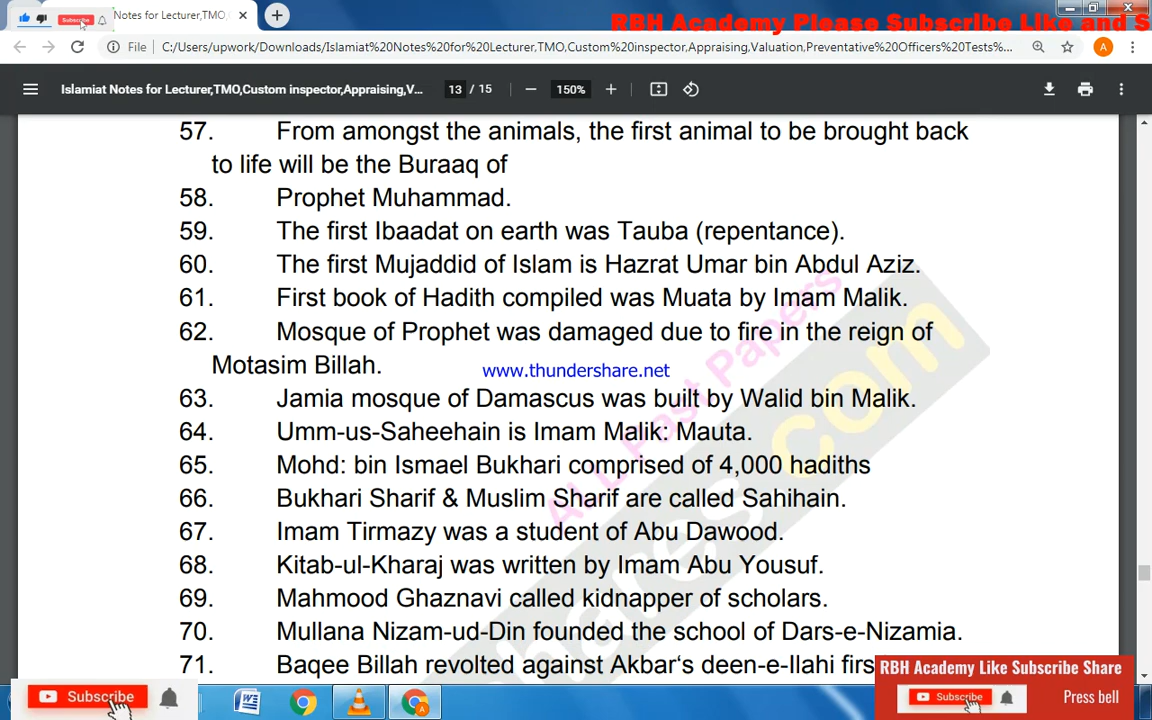 Subscribe
Notes for Lecturer,TMO,
RBH Academy Please Subscribe Like and S
File
C:/Users/upwork/Downloads/Islamiat%20Notes%20for%20Lecturer,TMO,Custom%20inspector,Appraising,Valuation,Preventative%20Officers%20Tests%...
A
Islamiat Notes for Lecturer,TMO,Custom inspector,Appraising,V...
13 / 15
150%
57. From amongst the animals, the first animal to be brought back
to life will be the Buraaq of
58. Prophet Muhammad.
59. The first Ibaadat on earth was Tauba (repentance).
60. The first Mujaddid of Islam is Hazrat Umar bin Abdul Aziz.
61. First book of Hadith compiled was Muata by Imam Malik.
62. Mosque of Prophet was damaged due to fire in the reign of
Motasim Billah.
www.thundershare.net
63. Jamia mosque of Damascus was built by Walid bin Malik.
64. Umm-us-Saheehain is Imam Malik: Mauta.
65. Mohd: bin Ismael Bukhari comprised of 4,000 hadiths
66. Bukhari Sharif & Muslim Sharif are called Sahihain.
67. Imam Tirmazy was a student of Abu Dawood.
68. Kitab-ul-Kharaj was written by Imam Abu Yousuf.
69. Mahmood Ghaznavi called kidnapper of scholars.
70. Mullana Nizam-ud-Din founded the school of Dars-e-Nizamia.
71. Baqee Billah revolted against Akbar‘s deen-e-Ilahi firs
RBH Academy Like Subscribe Share
Subscribe
Press bell
Subscribe